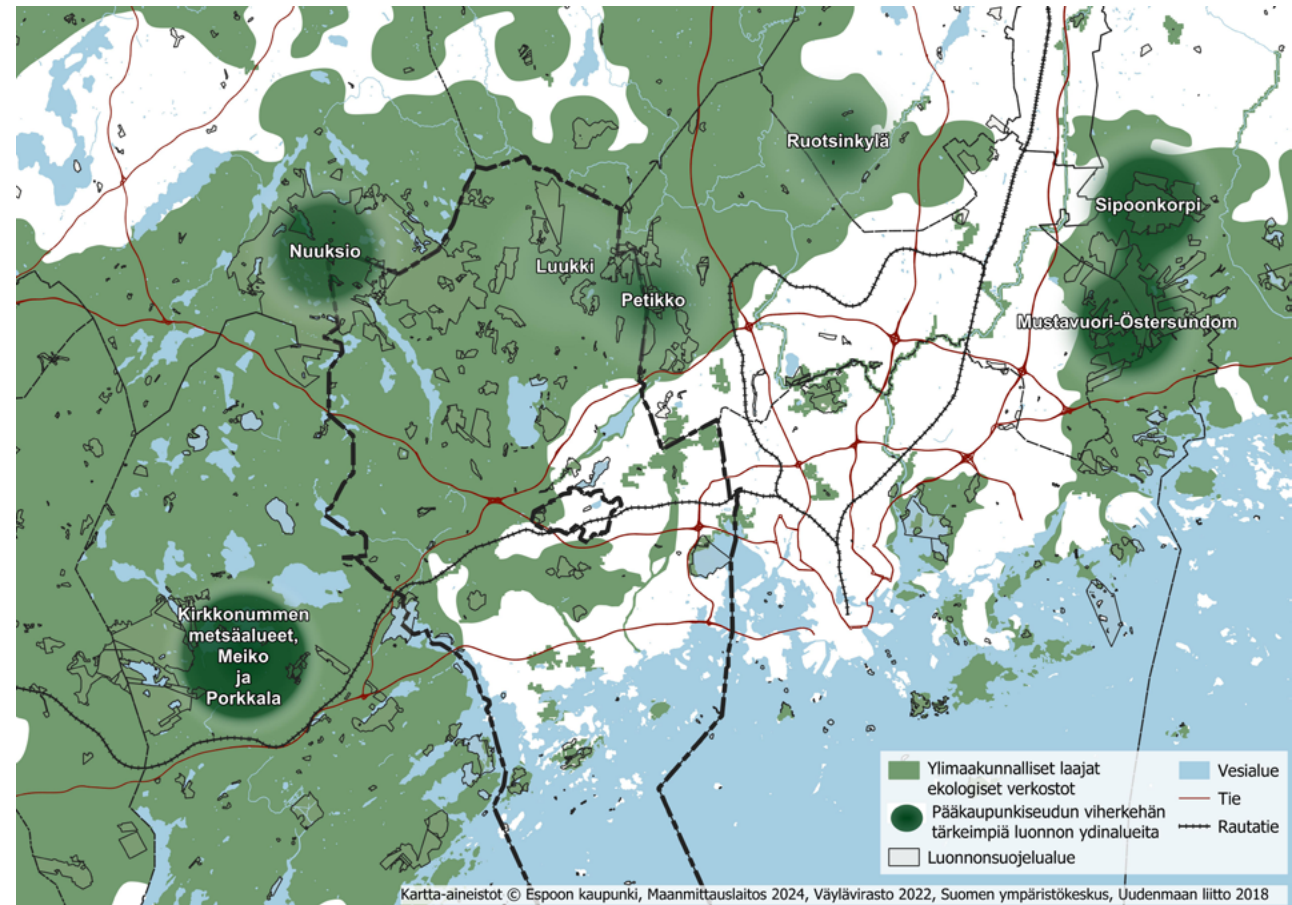 Ruotsinkylä
Sipoonkorpi
Nuuksio
Luukki
Petikko
Mustavuori-Östersundom
Kirkkonummen
metsäalueet,
Meiko
ja
Porkkala
Ylimaakunnalliset laajat
ekologiset verkostot
Pääkaupunkiseudun viherkehän
tärkeimpiä luonnon ydinalueita
Luonnonsuojelualue
Vesialue
Tie
Rautatie
Kartta-aineistot © Espoon kaupunki, Maanmittauslaitos 2024, Väylävirasto 2022, Suomen ympäristökeskus, Uudenmaan liitto 2018